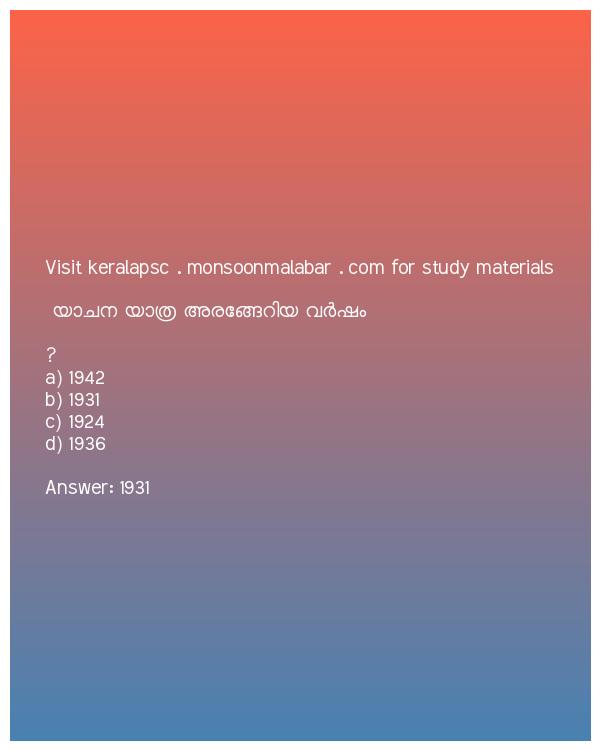 Visit keralapsc . monsoonmalabar . com for study materials
യാചന യാത്ര അരങ്ങേറിയ വർഷം
?
a) 1942
b) 1931
c) 1924
d) 1936
Answer: 1931